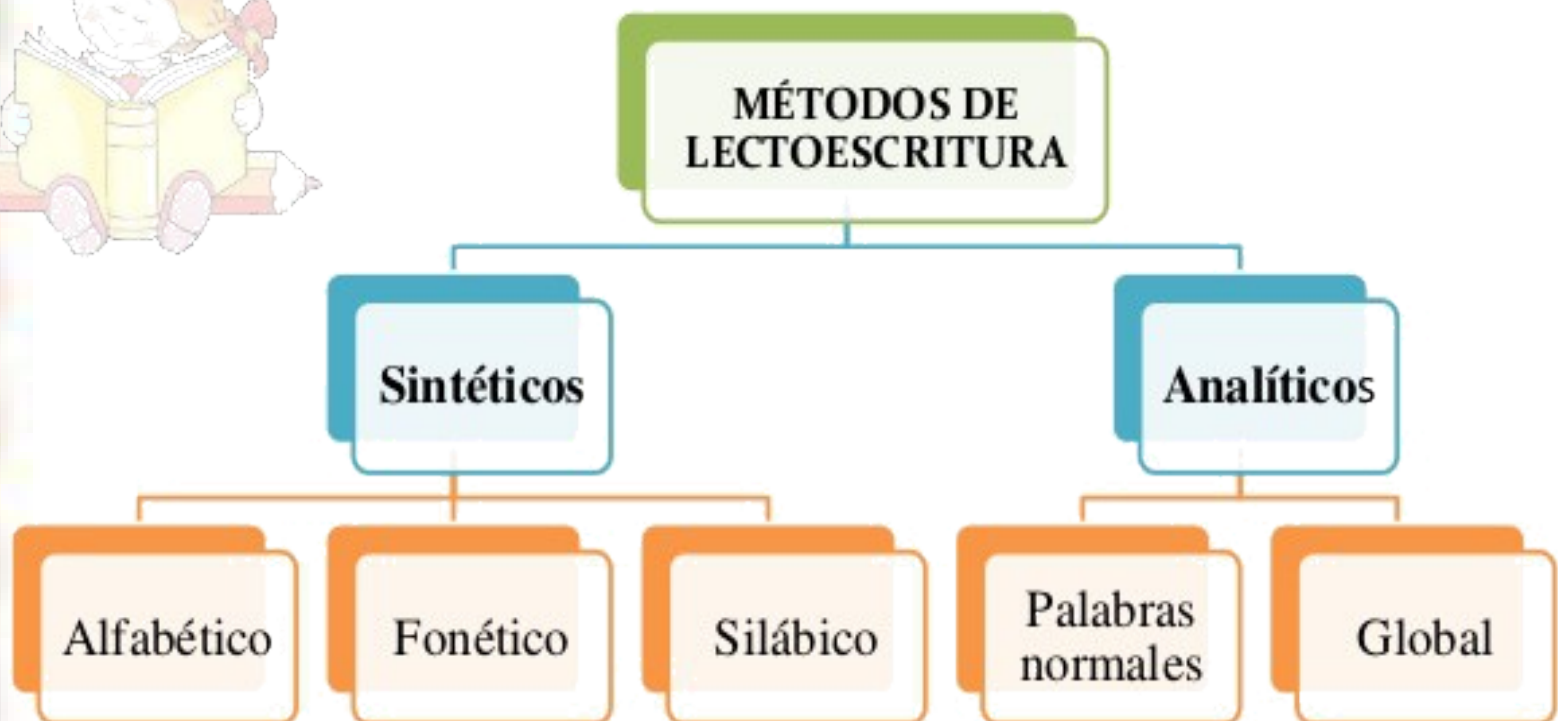 MÉTODOS DE
LECTOESCRITURA
Sintéticos
Analíticos
Alfabético
Fonético
Silábico
Palabras
normales
Global